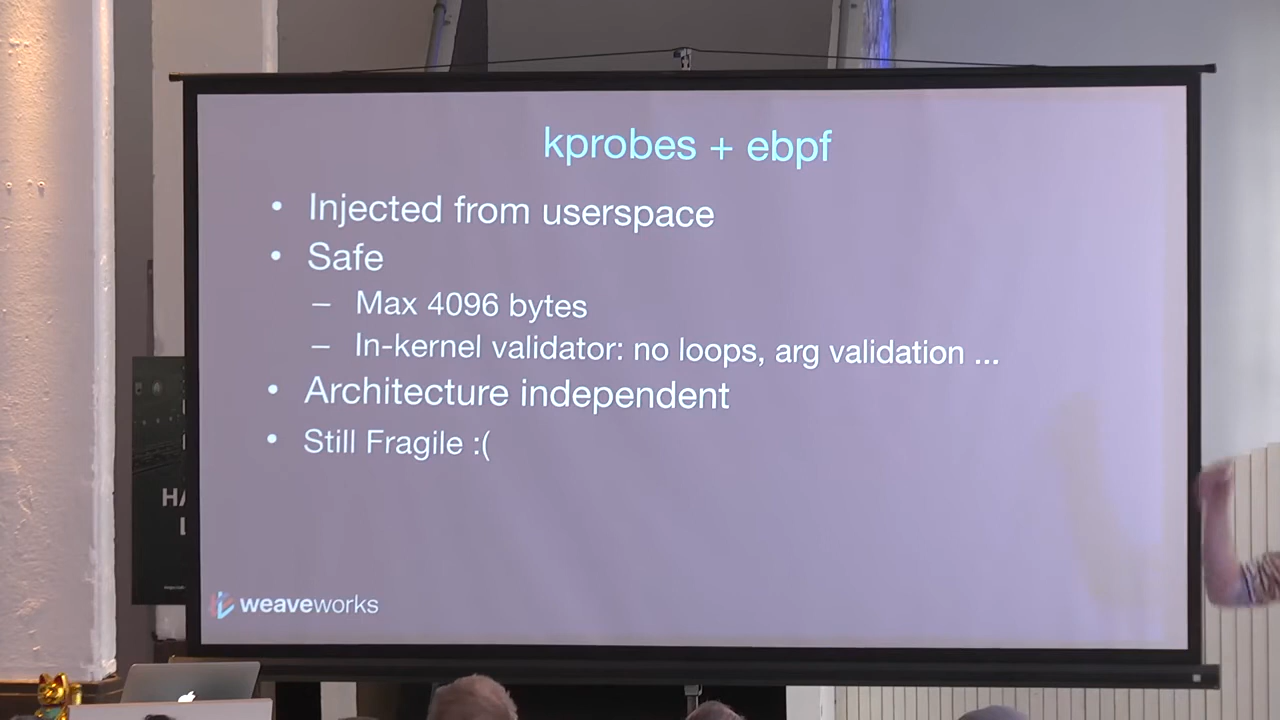 kprobes + ebpf
• Injected from userspace
• Safe
– Max 4096 bytes
– In-kernel validator: no loops, arg validation ...
• Architecture independent
• Still Fragile :(
weaveworks
HA